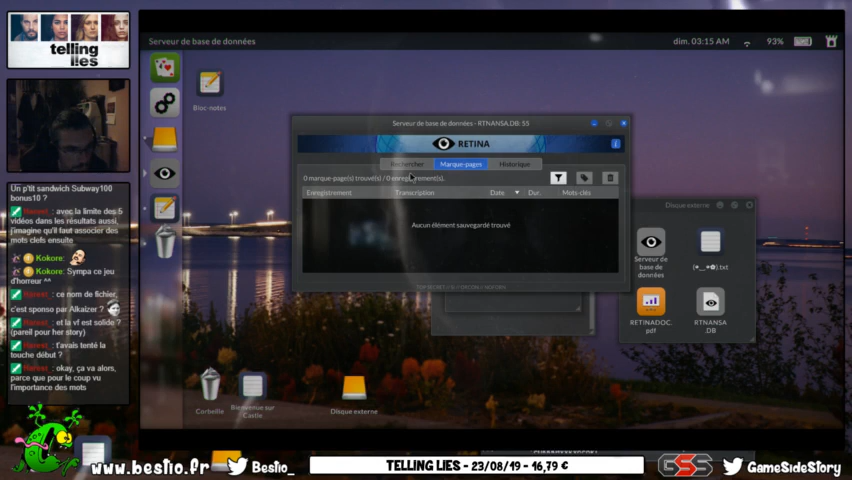 telling
lies
Serveur de base de données
dim. 03:15 AM
93%
Bloc-notes
Serveur de base de données - RTNANSA.DB: 55
RETINA
i
Rechercher
Marque-pages
Historique
0 marque-page(s) trouvé(s) / 0 enregistrement(s).
Enregistrement
Transcription
Date
Dur.
Mots-clés
Aucun élément sauvegardé trouvé
Disque externe
Serveur de
base de
données
RETINADOC.
pdf
RTNANSA
.DB
Corbeille
Bienvenue sur
Castle
Disque externe
Un p'tit sandwich Subway100
bonus10 ?
Harest : avec la limite des 5
vidéos dans les résultats aussi,
j'imagine qu'il faut associer des
mots clefs ensuite
Kokore:
Kokore: Sympa ce jeu
d'horreur ^^
Harest : ce nom de fichier,
c'est sponso par Alkaizer ?
Harest : et la vf est solide ?
(pareil pour her story)
Harest : t'avais tenté la
touche début ?
Harest : okay, ça va alors,
parce que pour le coup vu
l'importance des mots
www.bestio.fr
Bestio_
TELLING LIES - 23/08/19 - 16,79 €
GSS
GameSideStory